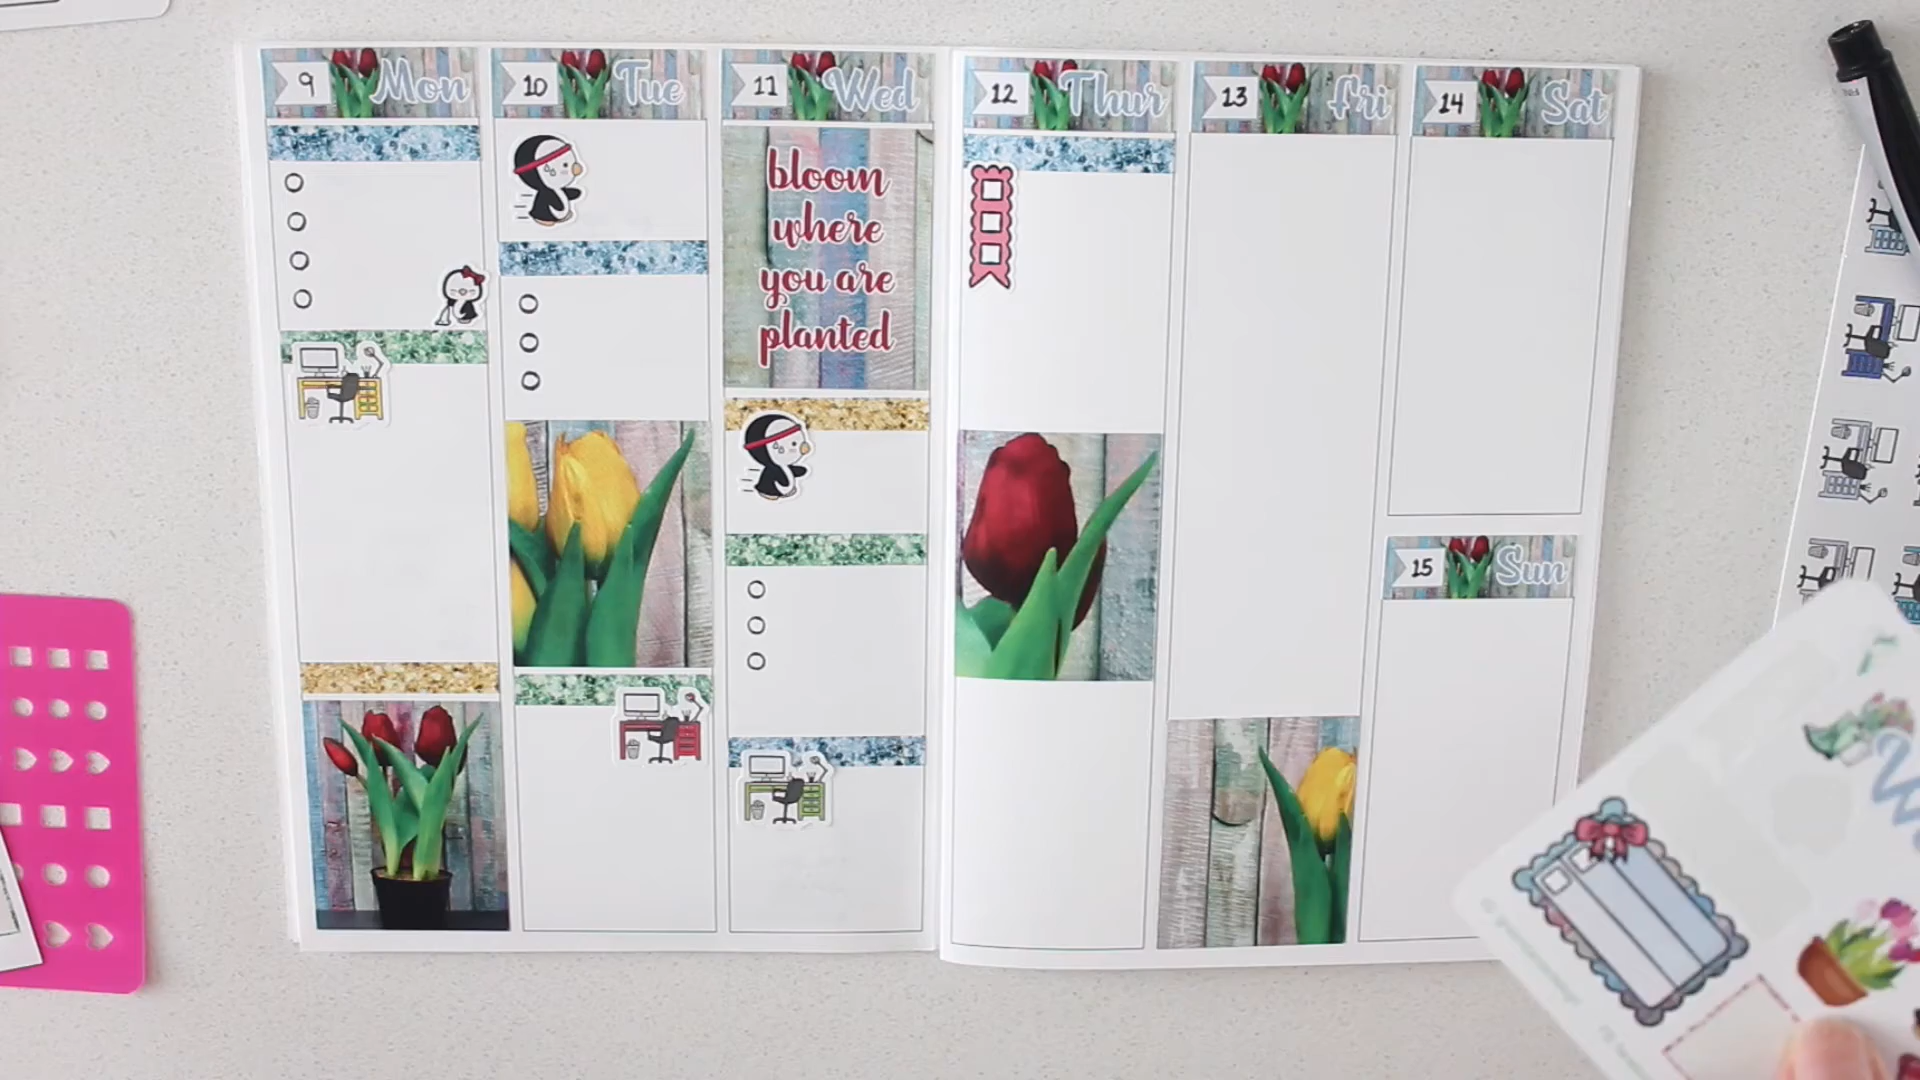 9 Mon
10 Tue
11 Wed
12 Thur
13 fri
14 Sat
bloom
where
you are
planted
15 Sun